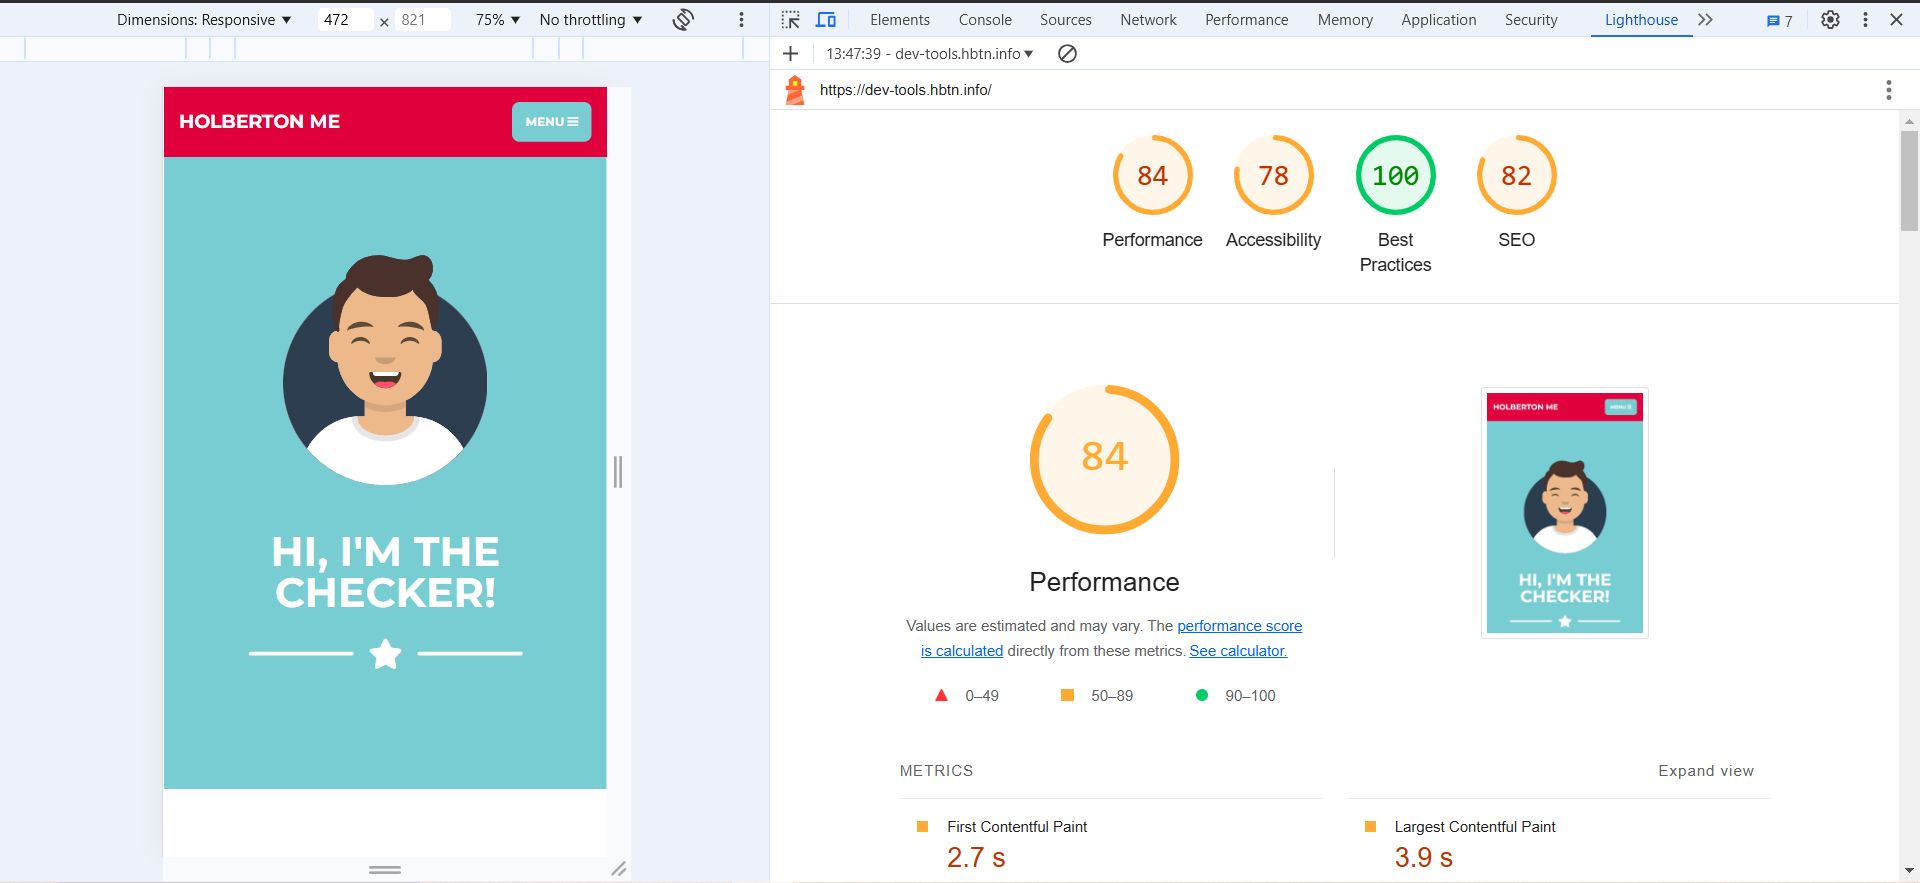 Dimensions: Responsive 472 × 821 75% No throttling
Elements Console Sources Network Performance Memory Application Security Lighthouse 7
13:47:39 - dev-tools.hbtn.info
https://dev-tools.hbtn.info/
HOLBERTON ME MENU
HI, I'M THE
CHECKER!
84 78 100 82
Performance Accessibility Best Practices SEO
84
Performance
Values are estimated and may vary. The performance score
is calculated directly from these metrics. See calculator.
0–49 50–89 90–100
HOLBERTON ME MENU
HI, I'M THE
CHECKER!
METRICS Expand view
First Contentful Paint
2.7 s
Largest Contentful Paint
3.9 s